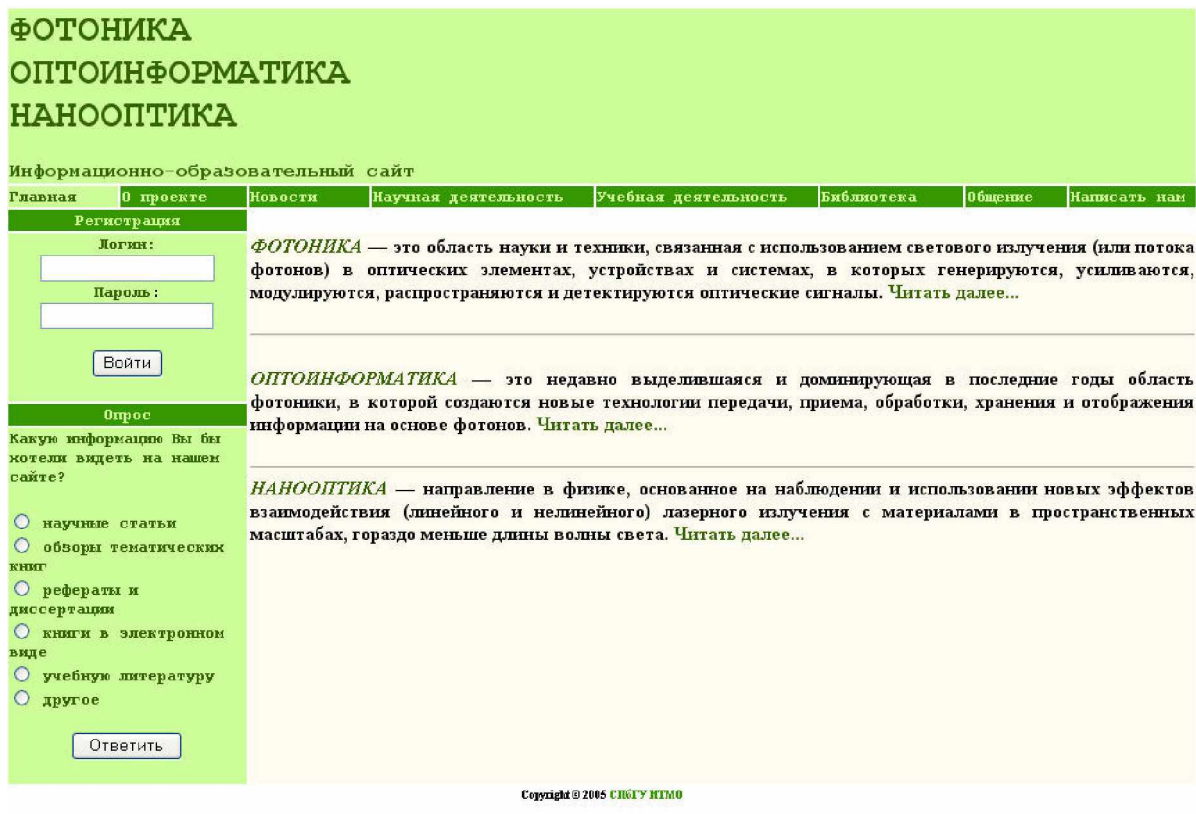 ФОТОНИКА
ОПТОИНФОРМАТИКА
НАНООПТИКА
Информационно-образовательный сайт
Главная О проекте Новости Научная деятельность Учебная деятельность Библиотека Общение Написать нам
Регистрация
Логин:
Пароль:
Войти
Опрос
Какую информацию Вы бы
хотели видеть на нашем
сайте?
научные статьи
обзоры тематических
книг
рефераты и
диссертации
книги в электронном
виде
учебную литературу
другое
Ответить
ФОТОНИКА — это область науки и техники, связанная с использованием светового излучения (или потока
фотонов) в оптических элементах, устройствах и системах, в которых генерируются, усиливаются,
модулируются, распространяются и детектируются оптические сигналы. Читать далее...
ОПТОИНФОРМАТИКА — это недавно выделившаяся и доминирующая в последние годы область
фотоники, в которой создаются новые технологии передачи, приема, обработки, хранения и отображения
информации на основе фотонов. Читать далее...
НАНООПТИКА — направление в физике, основанное на наблюдении и использовании новых эффектов
взаимодействия (линейного и нелинейного) лазерного излучения с материалами в пространственных
масштабах, гораздо меньше длины волны света. Читать далее...
Copyright © 2005 СПбГУ ИТМО